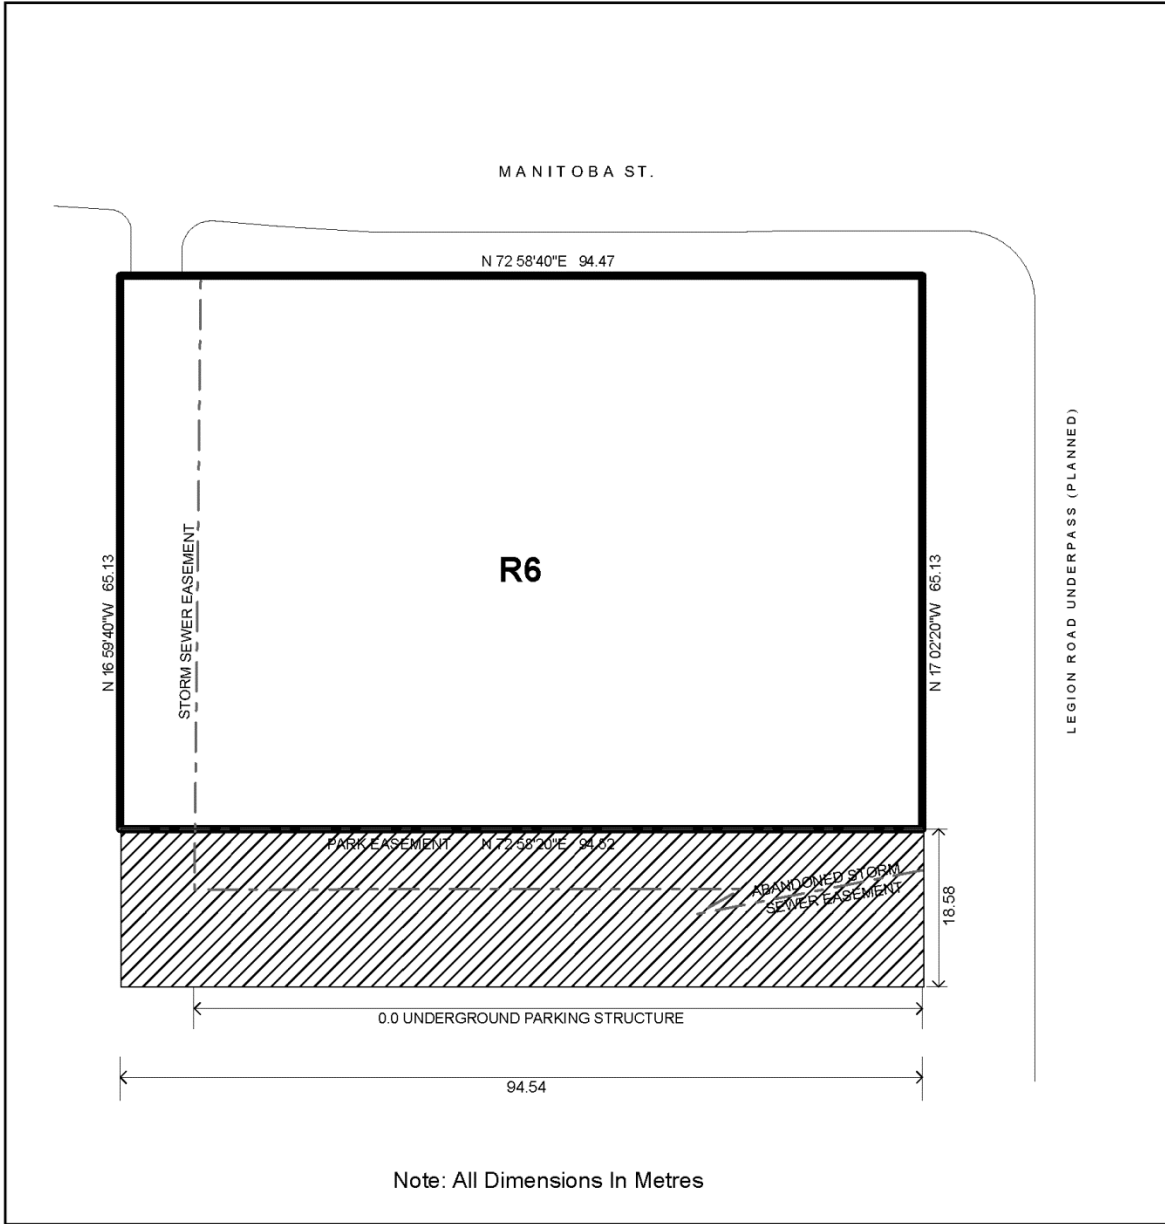 MANITOBA ST.
N 72 58'40"E 94.47
N 16 59'40"W 65.13
STORM SEWER EASEMENT
R6
N 17 02'20"W 65.13
LEGION ROAD UNDERPASS (PLANNED)
PARK EASEMENT N 72 58'20"E 94.52
ABANDONED STORM
SEWER EASEMENT
18.58
0.0 UNDERGROUND PARKING STRUCTURE
94.54
Note: All Dimensions In Metres